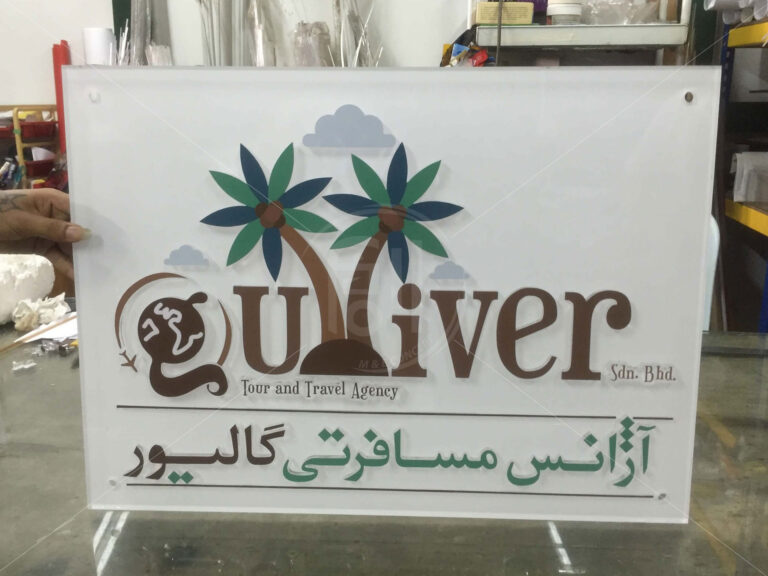 gulliver Sdn. Bhd.
Tour and Travel Agency
آژانس مسافرتی گالیور